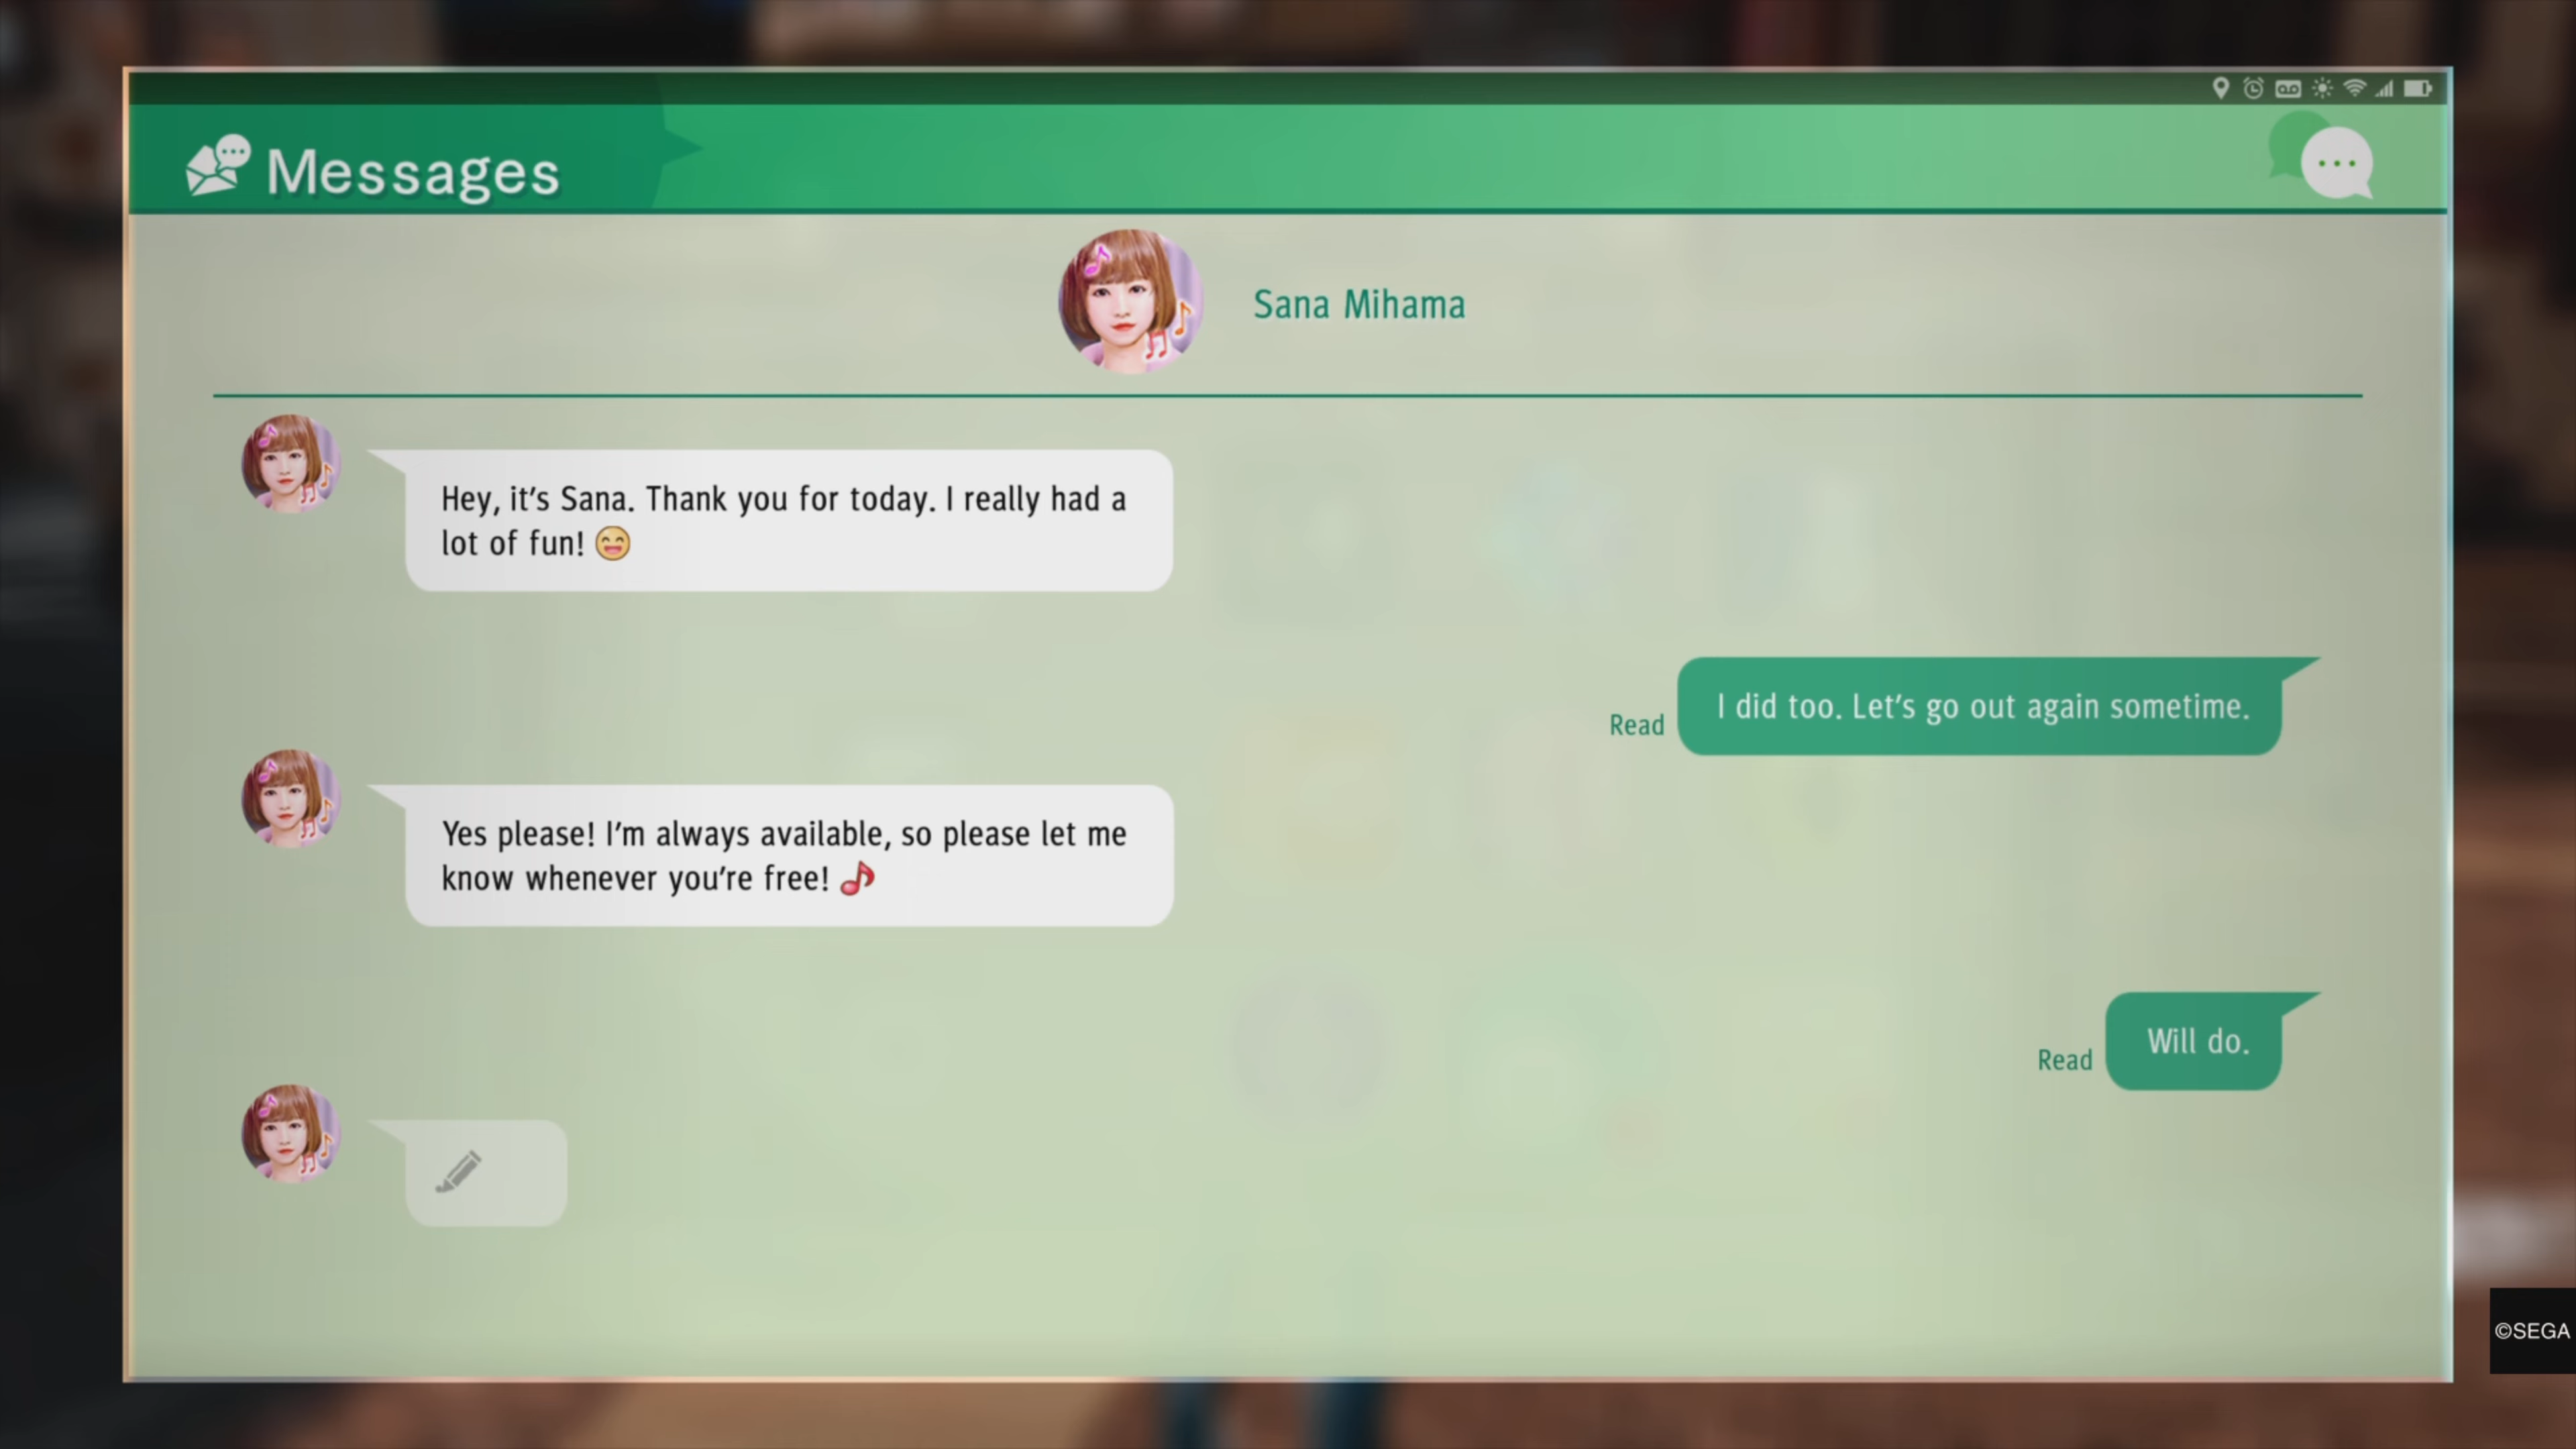 Messages
Sana Mihama
Hey, it's Sana. Thank you for today. I really had a
lot of fun! 😄
I did too. Let's go out again sometime.
Read
Yes please! I'm always available, so please let me
know whenever you're free! 🎵
Will do.
Read
©SEGA